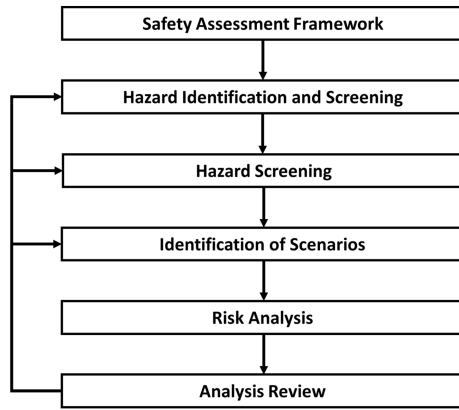 Safety Assessment Framework
Hazard Identification and Screening
Hazard Screening
Identification of Scenarios
Risk Analysis
Analysis Review